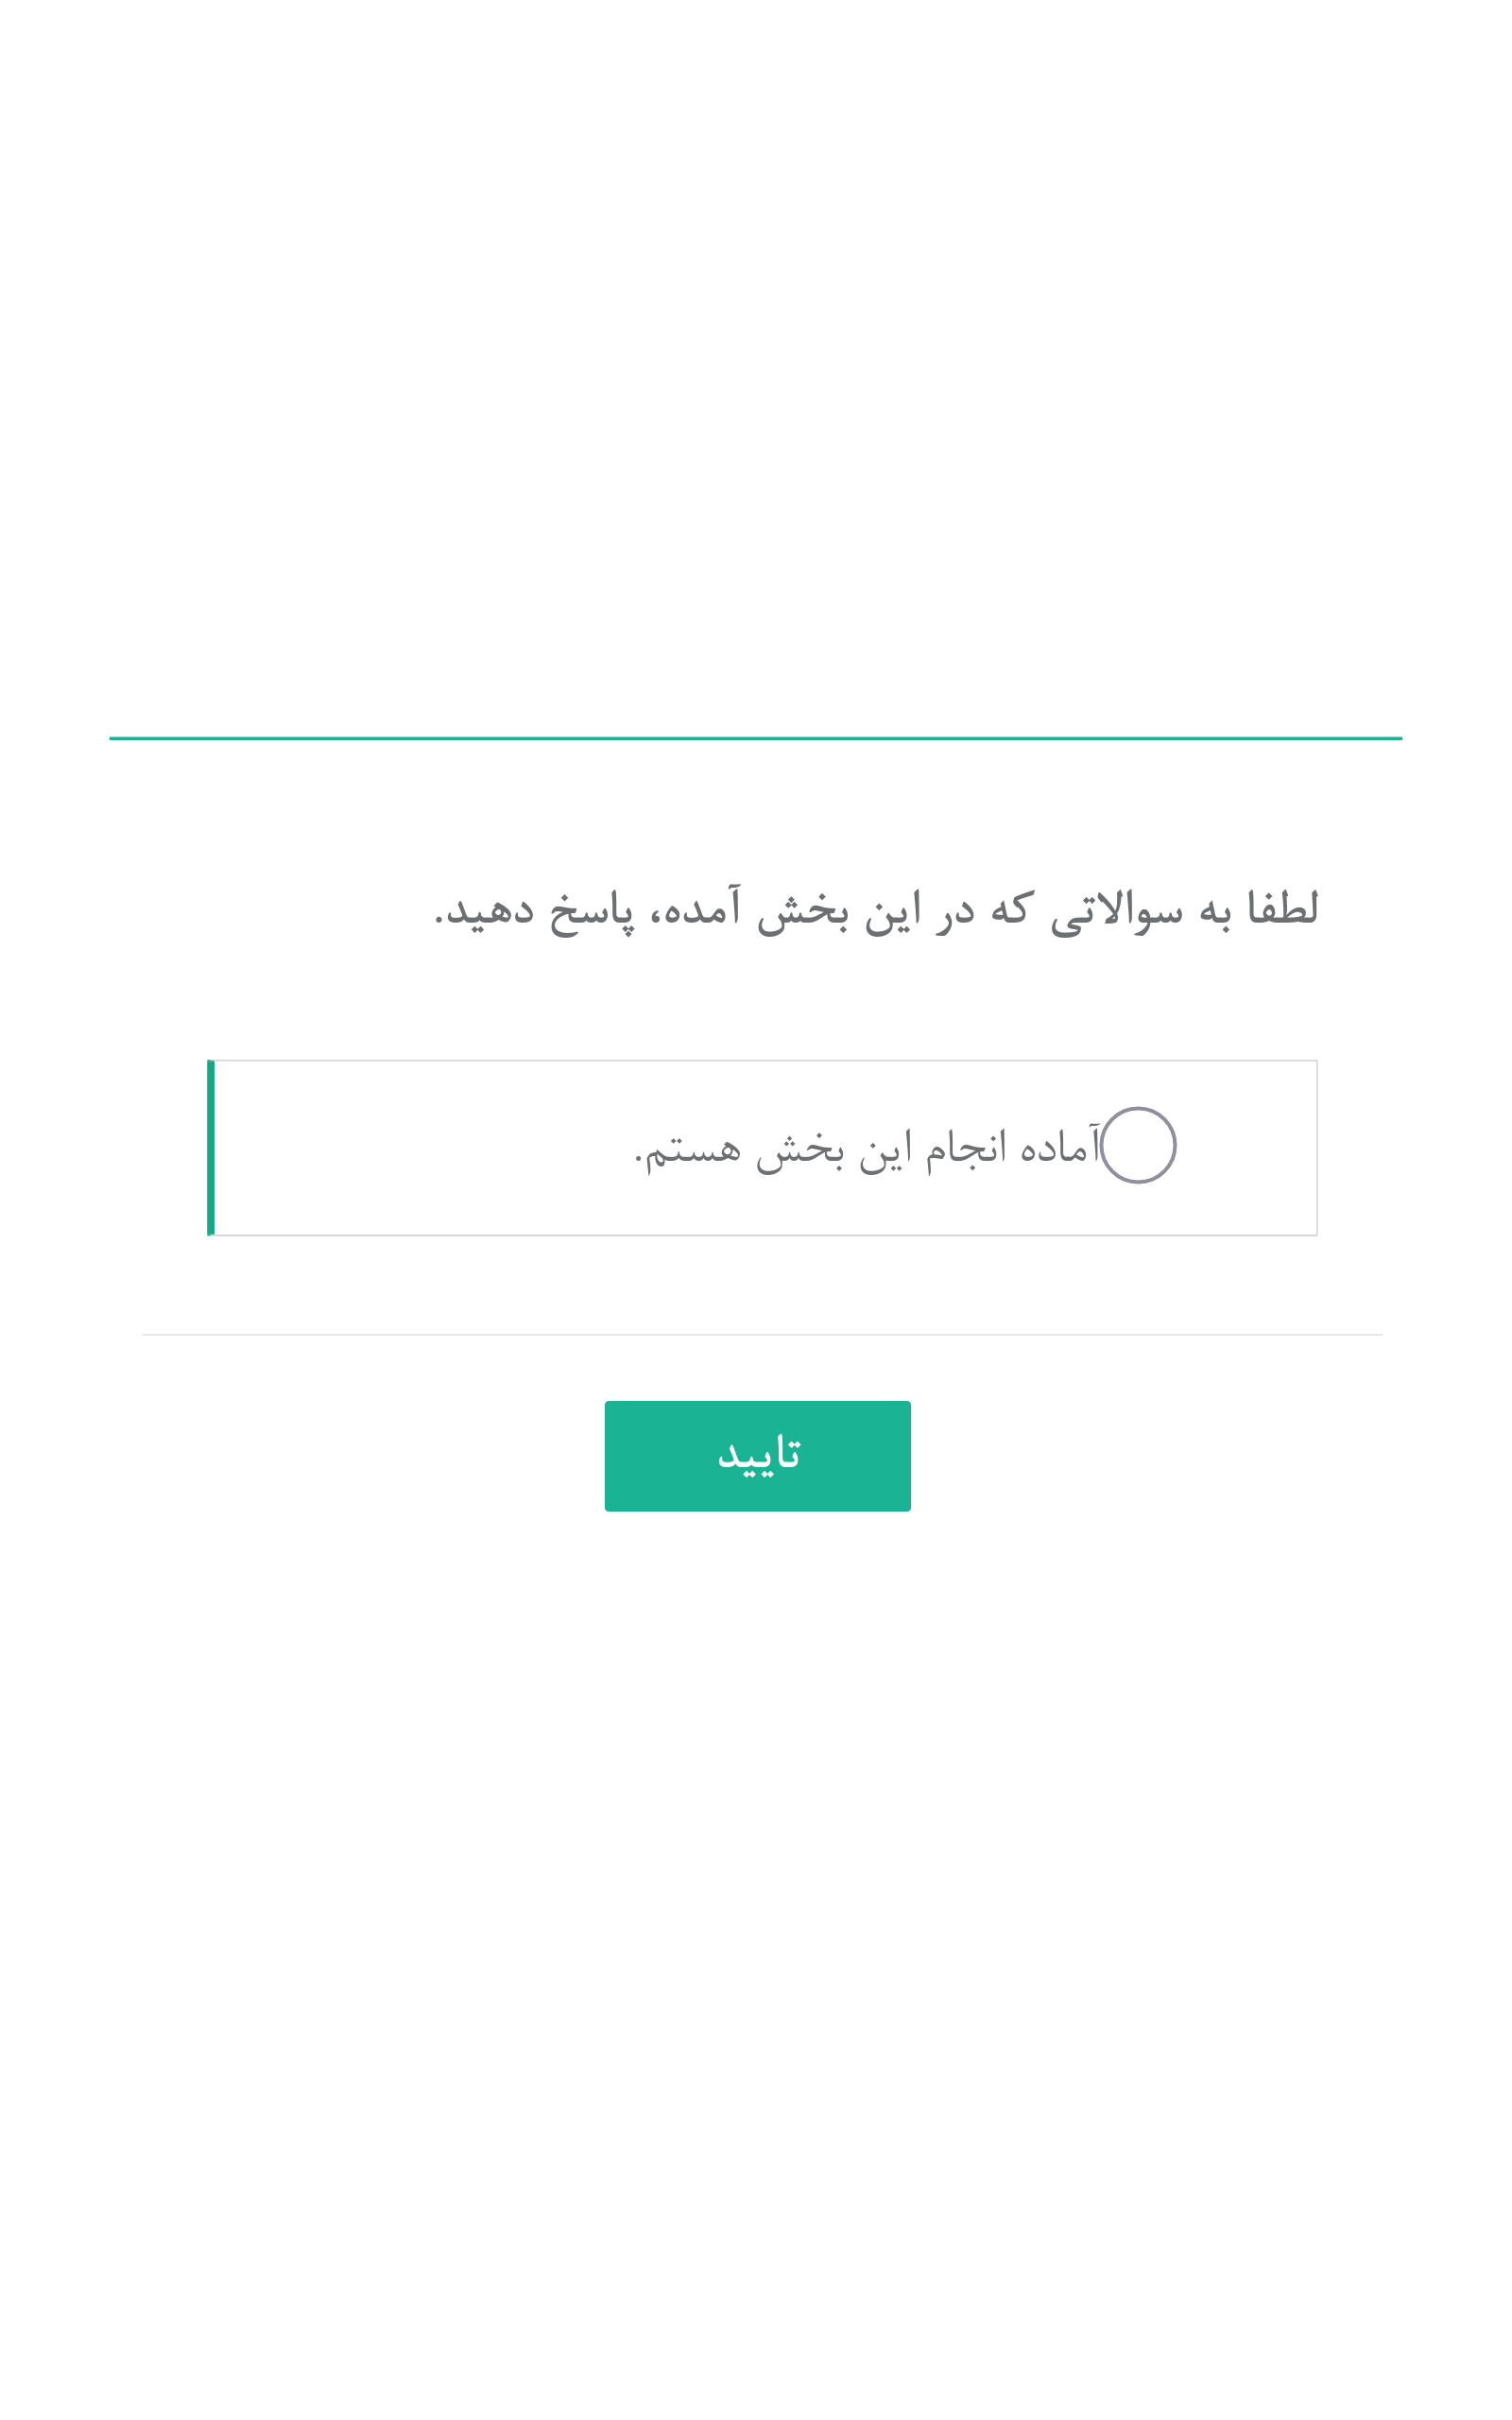 لطفا به سوالاتی که در این بخش آمده، پاسخ دهید.
آماده انجام این بخش هستم.
تایید